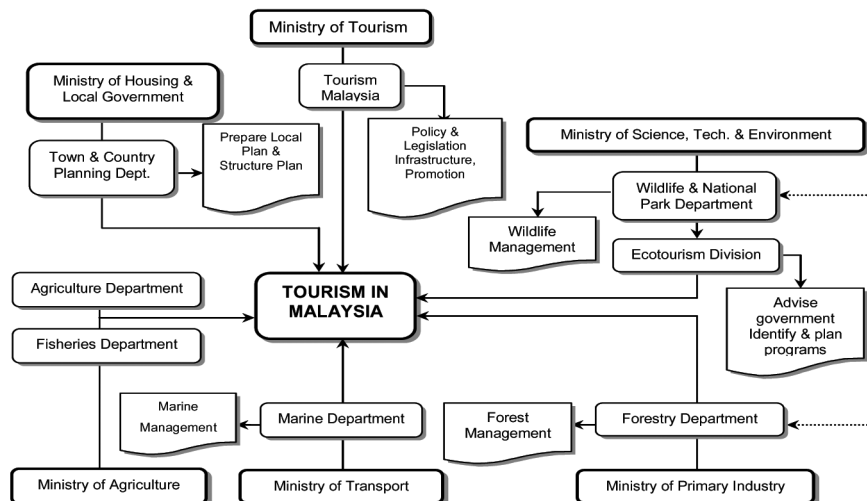 Ministry of Tourism
Ministry of Housing &
Local Government
Tourism
Malaysia
Prepare Local
Plan &
Structure Plan
Policy &
Legislation
Infrastructure,
Promotion
Ministry of Science, Tech. & Environment
Town & Country
Planning Dept.
Wildlife & National
Park Department
Wildlife
Management
Ecotourism Division
Agriculture Department
TOURISM IN
MALAYSIA
Advise
government
Identify & plan
programs
Fisheries Department
Marine
Management
Marine Department
Forest
Management
Forestry Department
Ministry of Agriculture
Ministry of Transport
Ministry of Primary Industry